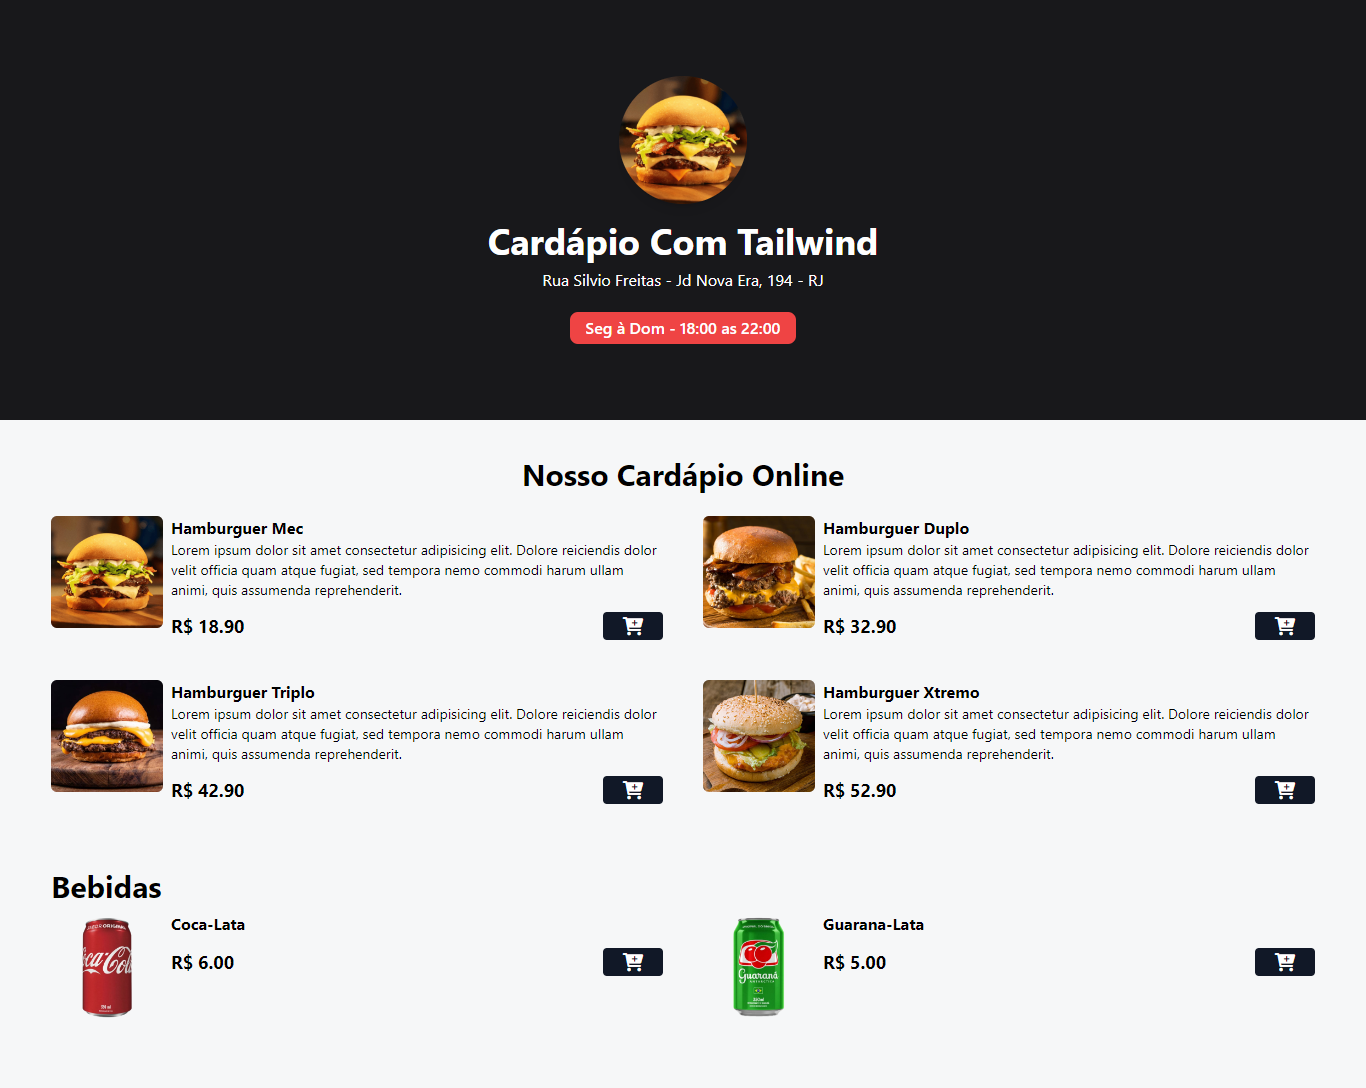 Cardápio Com Tailwind
Rua Silvio Freitas - Jd Nova Era, 194 - RJ
Seg à Dom - 18:00 as 22:00
Nosso Cardápio Online
Hamburguer Mec
Lorem ipsum dolor sit amet consectetur adipisicing elit. Dolore reiciendis dolor
velit officia quam atque fugiat, sed tempora nemo commodi harum ullam
animi, quis assumenda reprehenderit.
R$ 18.90
Hamburguer Duplo
Lorem ipsum dolor sit amet consectetur adipisicing elit. Dolore reiciendis dolor
velit officia quam atque fugiat, sed tempora nemo commodi harum ullam
animi, quis assumenda reprehenderit.
R$ 32.90
Hamburguer Triplo
Lorem ipsum dolor sit amet consectetur adipisicing elit. Dolore reiciendis dolor
velit officia quam atque fugiat, sed tempora nemo commodi harum ullam
animi, quis assumenda reprehenderit.
R$ 42.90
Hamburguer Xtremo
Lorem ipsum dolor sit amet consectetur adipisicing elit. Dolore reiciendis dolor
velit officia quam atque fugiat, sed tempora nemo commodi harum ullam
animi, quis assumenda reprehenderit.
R$ 52.90
Bebidas
Coca-Lata
R$ 6.00
Guarana-Lata
R$ 5.00
Guaraná